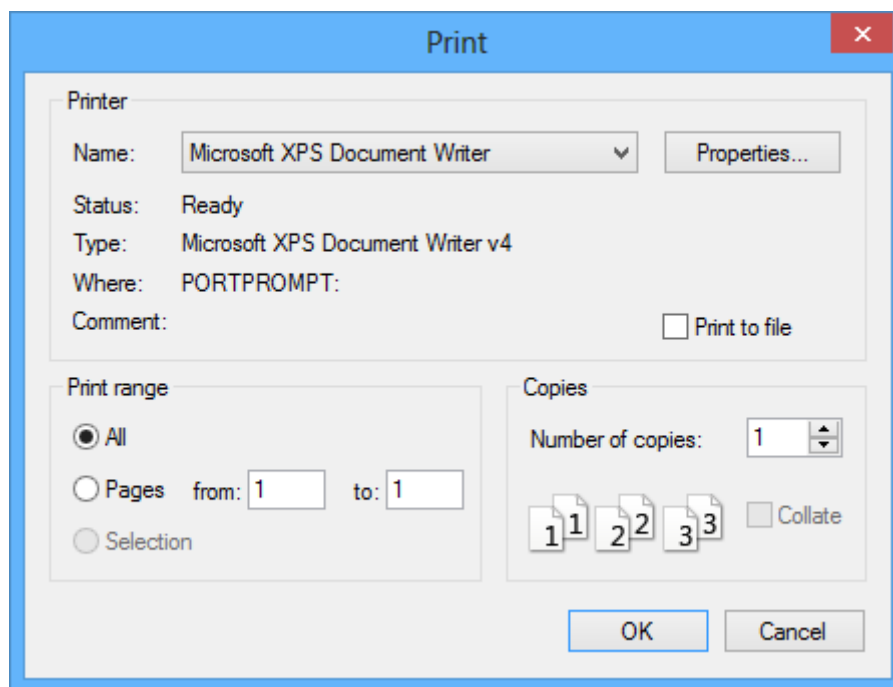 Print
Printer
Name: Microsoft XPS Document Writer Properties...
Status: Ready
Type: Microsoft XPS Document Writer v4
Where: PORTPROMPT:
Comment: Print to file
Print range
All
Pages from: 1 to: 1
Selection
Copies
Number of copies: 1
1 1 2 2 3 3 Collate
OK Cancel